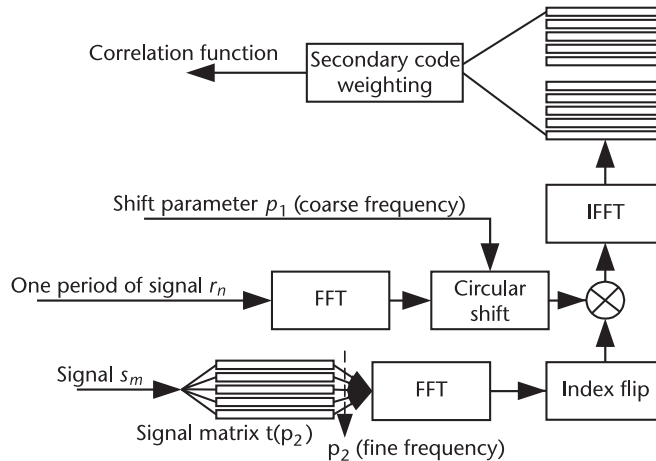 Correlation function
Secondary code
weighting
Shift parameter p₁ (coarse frequency)
IFFT
One period of signal rₙ
FFT
Circular
shift
Signal sₘ
FFT
Index flip
Signal matrix t(p₂)
p₂ (fine frequency)